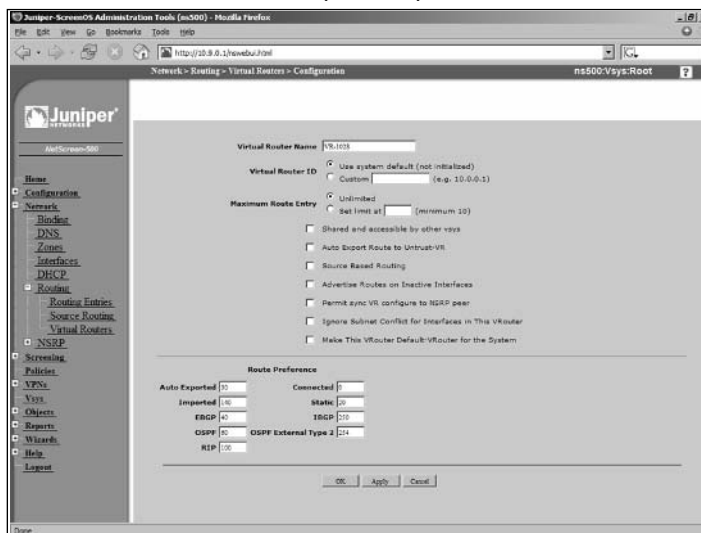 Juniper-ScreenOS Administration Tools (ns500) - Mozilla Firefox
File Edit View Go Bookmarks Tools Help
http://10.9.0.1/nswebui.html
Network > Routing > Virtual Routers > Configuration
ns500:Vsys:Root
?
Juniper
NETWORKS
NetScreen-500
Home
Configuration
Network
Binding
DNS
Zones
Interfaces
DHCP
Routing
Routing Entries
Source Routing
Virtual Routers
NSRP
Screening
Policies
VPNs
Vsys
Objects
Reports
Wizards
Help
Logout
Virtual Router Name VR-1028
Virtual Router ID
Use system default (not initialized)
Custom (e.g. 10.0.0.1)
Maximum Route Entry
Unlimited
Set limit at (minimum 10)
Shared and accessible by other vsys
Auto Export Route to Untrust-VR
Source Based Routing
Advertise Routes on Inactive Interfaces
Permit sync VR configure to NSRP peer
Ignore Subnet Conflict for Interfaces in This VRouter
Make This VRouter Default-VRouter for the System
Route Preference
Auto Exported 30 Connected 0
Imported 140 Static 20
EBGP 40 IBGP 250
OSPF 60 OSPF External Type 2 254
RIP 100
OK Apply Cancel
Done